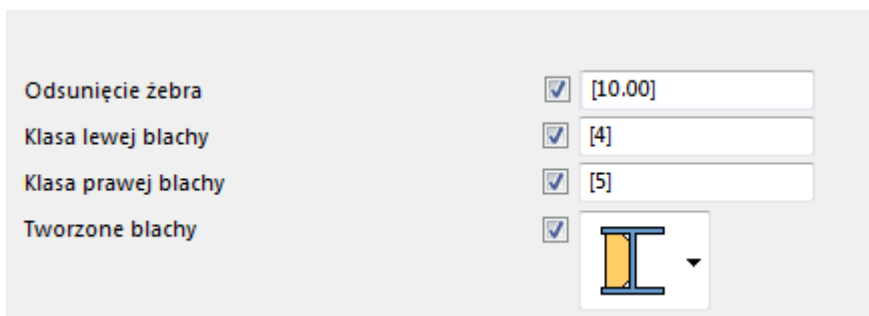 Odsunięcie żebra [10.00]
Klasa lewej blachy [4]
Klasa prawej blachy [5]
Tworzone blachy